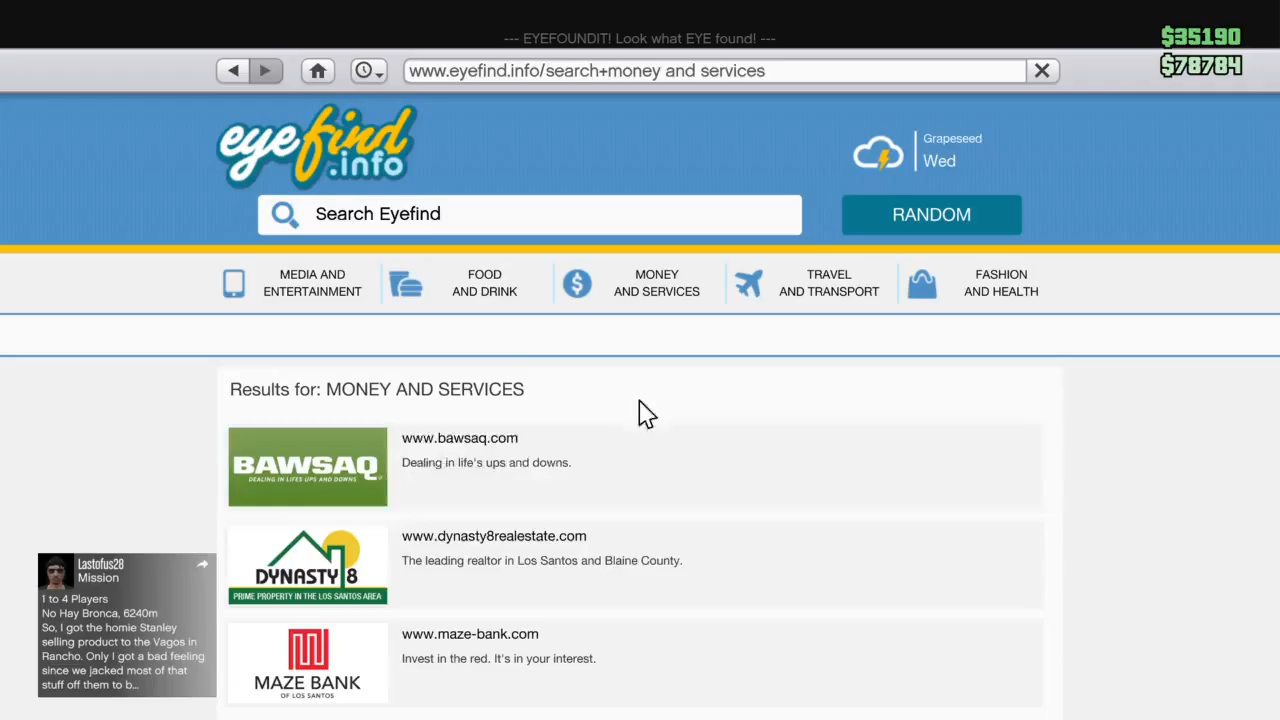 --- EYEFOUNDIT! Look what EYE found! ---
$35190
$78784
www.eyefind.info/search+money and services
eyefind
.info
Grapeseed
Wed
Search Eyefind
RANDOM
MEDIA AND
ENTERTAINMENT
FOOD
AND DRINK
MONEY
AND SERVICES
TRAVEL
AND TRANSPORT
FASHION
AND HEALTH
Results for: MONEY AND SERVICES
BAWSAQ
DEALING IN LIFES UPS AND DOWNS
www.bawsaq.com
Dealing in life's ups and downs.
DYNASTY 8
PRIME PROPERTY IN THE LOS SANTOS AREA
www.dynasty8realestate.com
The leading realtor in Los Santos and Blaine County.
MAZE BANK
OF LOS SANTOS
www.maze-bank.com
Invest in the red. It's in your interest.
Lastofus28
Mission
1 to 4 Players
No Hay Bronca, 6240m
So, I got the homie Stanley
selling product to the Vagos in
Rancho. Only I got a bad feeling
since we jacked most of that
stuff off them to b...